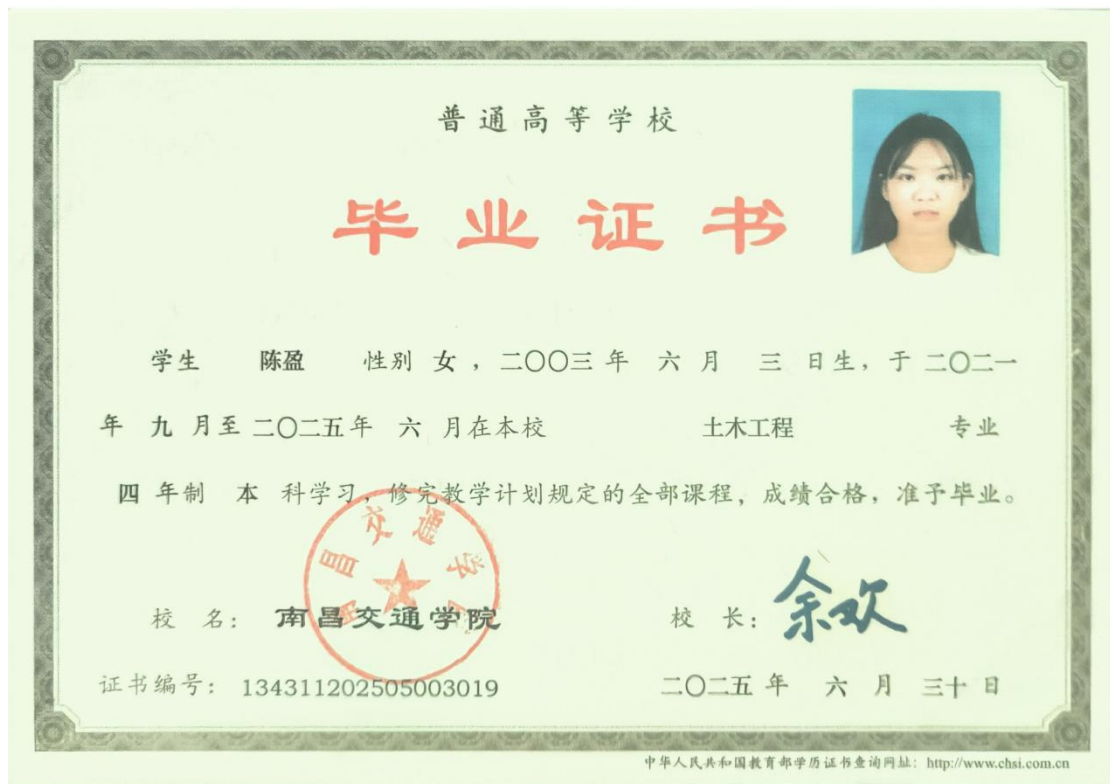 普通高等学校
毕业证书
学生 陈盈 性别 女，二〇〇三 年 六 月 三 日生，于 二〇二一
年 九 月至 二〇二五年 六 月在本校 土木工程 专业
四 年制 本 科学习，修完教学计划规定的全部课程，成绩合格，准予毕业。
南昌交通学院
校 名： 南昌交通学院 校 长： 余欢
证书编号： 134311202505003019 二〇二五 年 六 月 三十 日
中华人民共和国教育部学历证书查询网址：http://www.chsi.com.cn